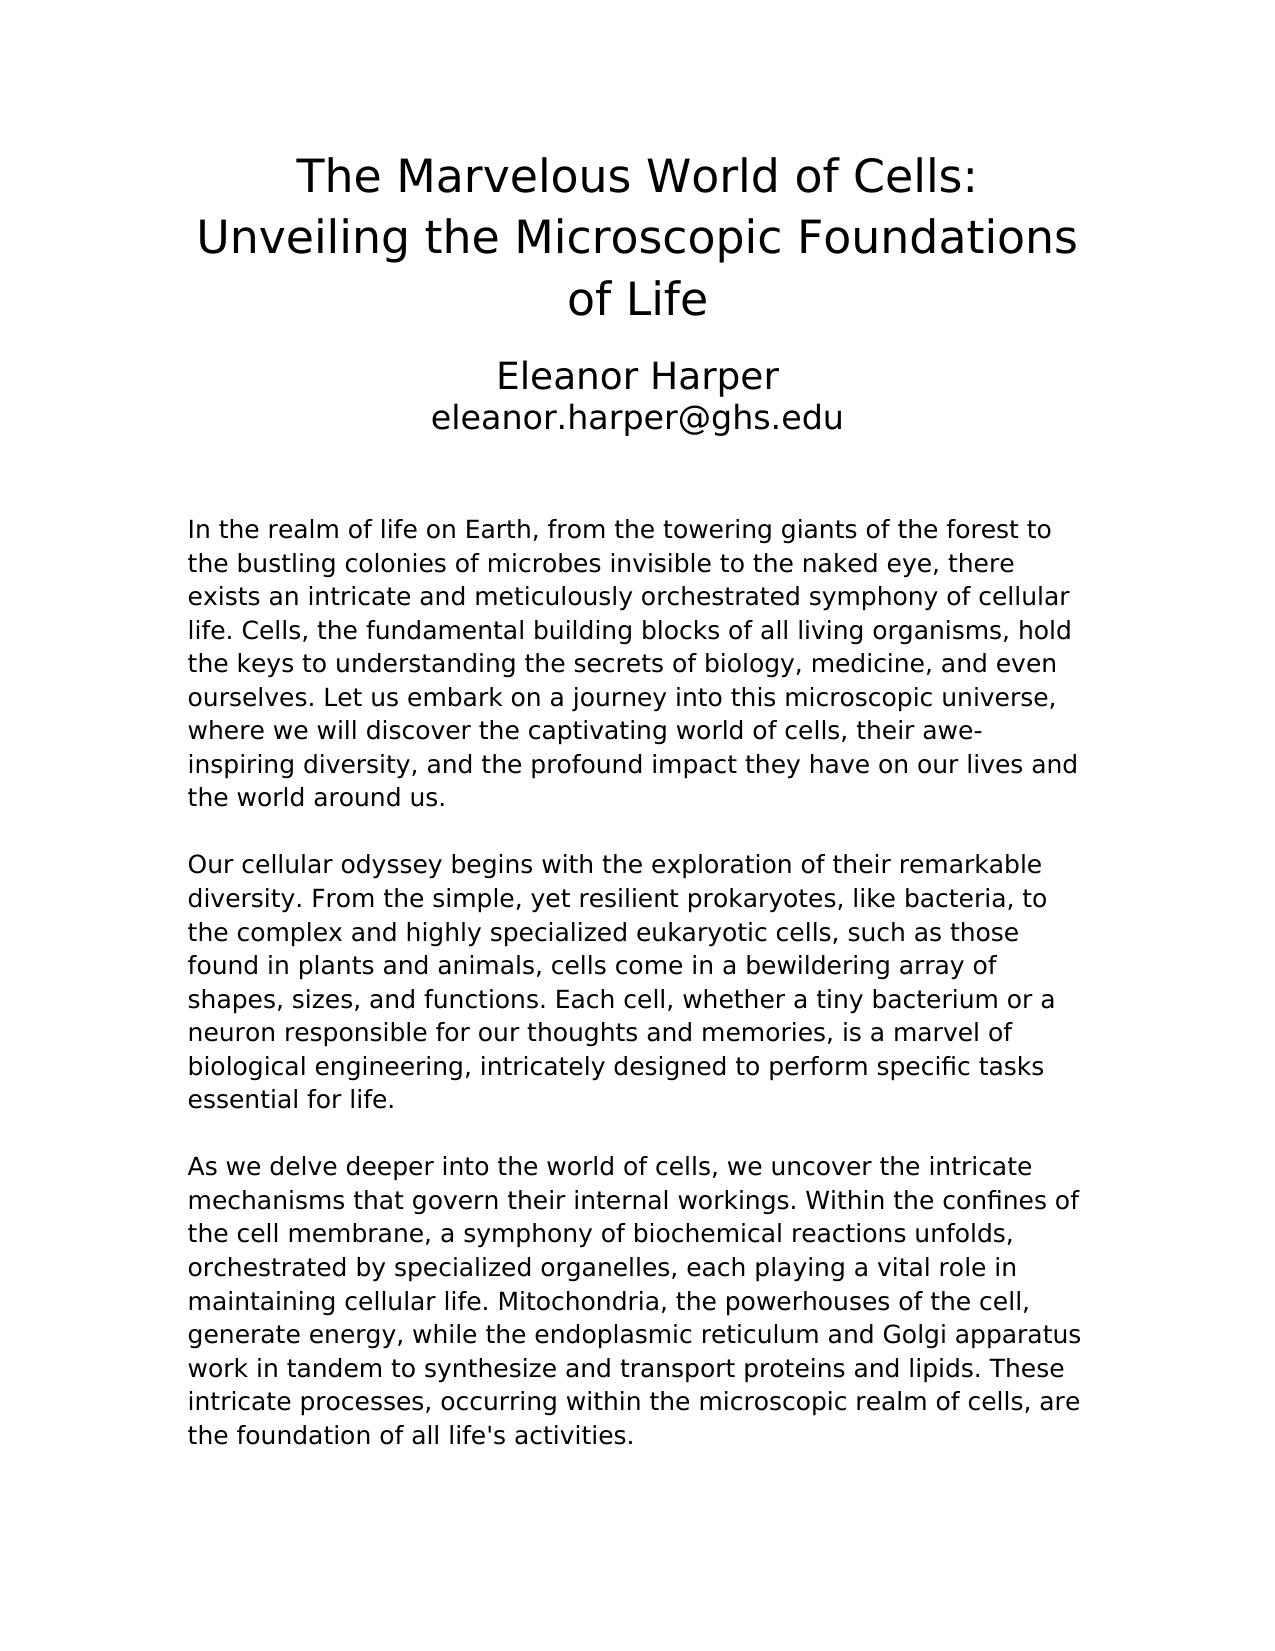 The Marvelous World of Cells:
Unveiling the Microscopic Foundations
of Life
Eleanor Harper
eleanor.harper@ghs.edu
In the realm of life on Earth, from the towering giants of the forest to
the bustling colonies of microbes invisible to the naked eye, there
exists an intricate and meticulously orchestrated symphony of cellular
life. Cells, the fundamental building blocks of all living organisms, hold
the keys to understanding the secrets of biology, medicine, and even
ourselves. Let us embark on a journey into this microscopic universe,
where we will discover the captivating world of cells, their awe-
inspiring diversity, and the profound impact they have on our lives and
the world around us.
Our cellular odyssey begins with the exploration of their remarkable
diversity. From the simple, yet resilient prokaryotes, like bacteria, to
the complex and highly specialized eukaryotic cells, such as those
found in plants and animals, cells come in a bewildering array of
shapes, sizes, and functions. Each cell, whether a tiny bacterium or a
neuron responsible for our thoughts and memories, is a marvel of
biological engineering, intricately designed to perform specific tasks
essential for life.
As we delve deeper into the world of cells, we uncover the intricate
mechanisms that govern their internal workings. Within the confines of
the cell membrane, a symphony of biochemical reactions unfolds,
orchestrated by specialized organelles, each playing a vital role in
maintaining cellular life. Mitochondria, the powerhouses of the cell,
generate energy, while the endoplasmic reticulum and Golgi apparatus
work in tandem to synthesize and transport proteins and lipids. These
intricate processes, occurring within the microscopic realm of cells, are
the foundation of all life's activities.